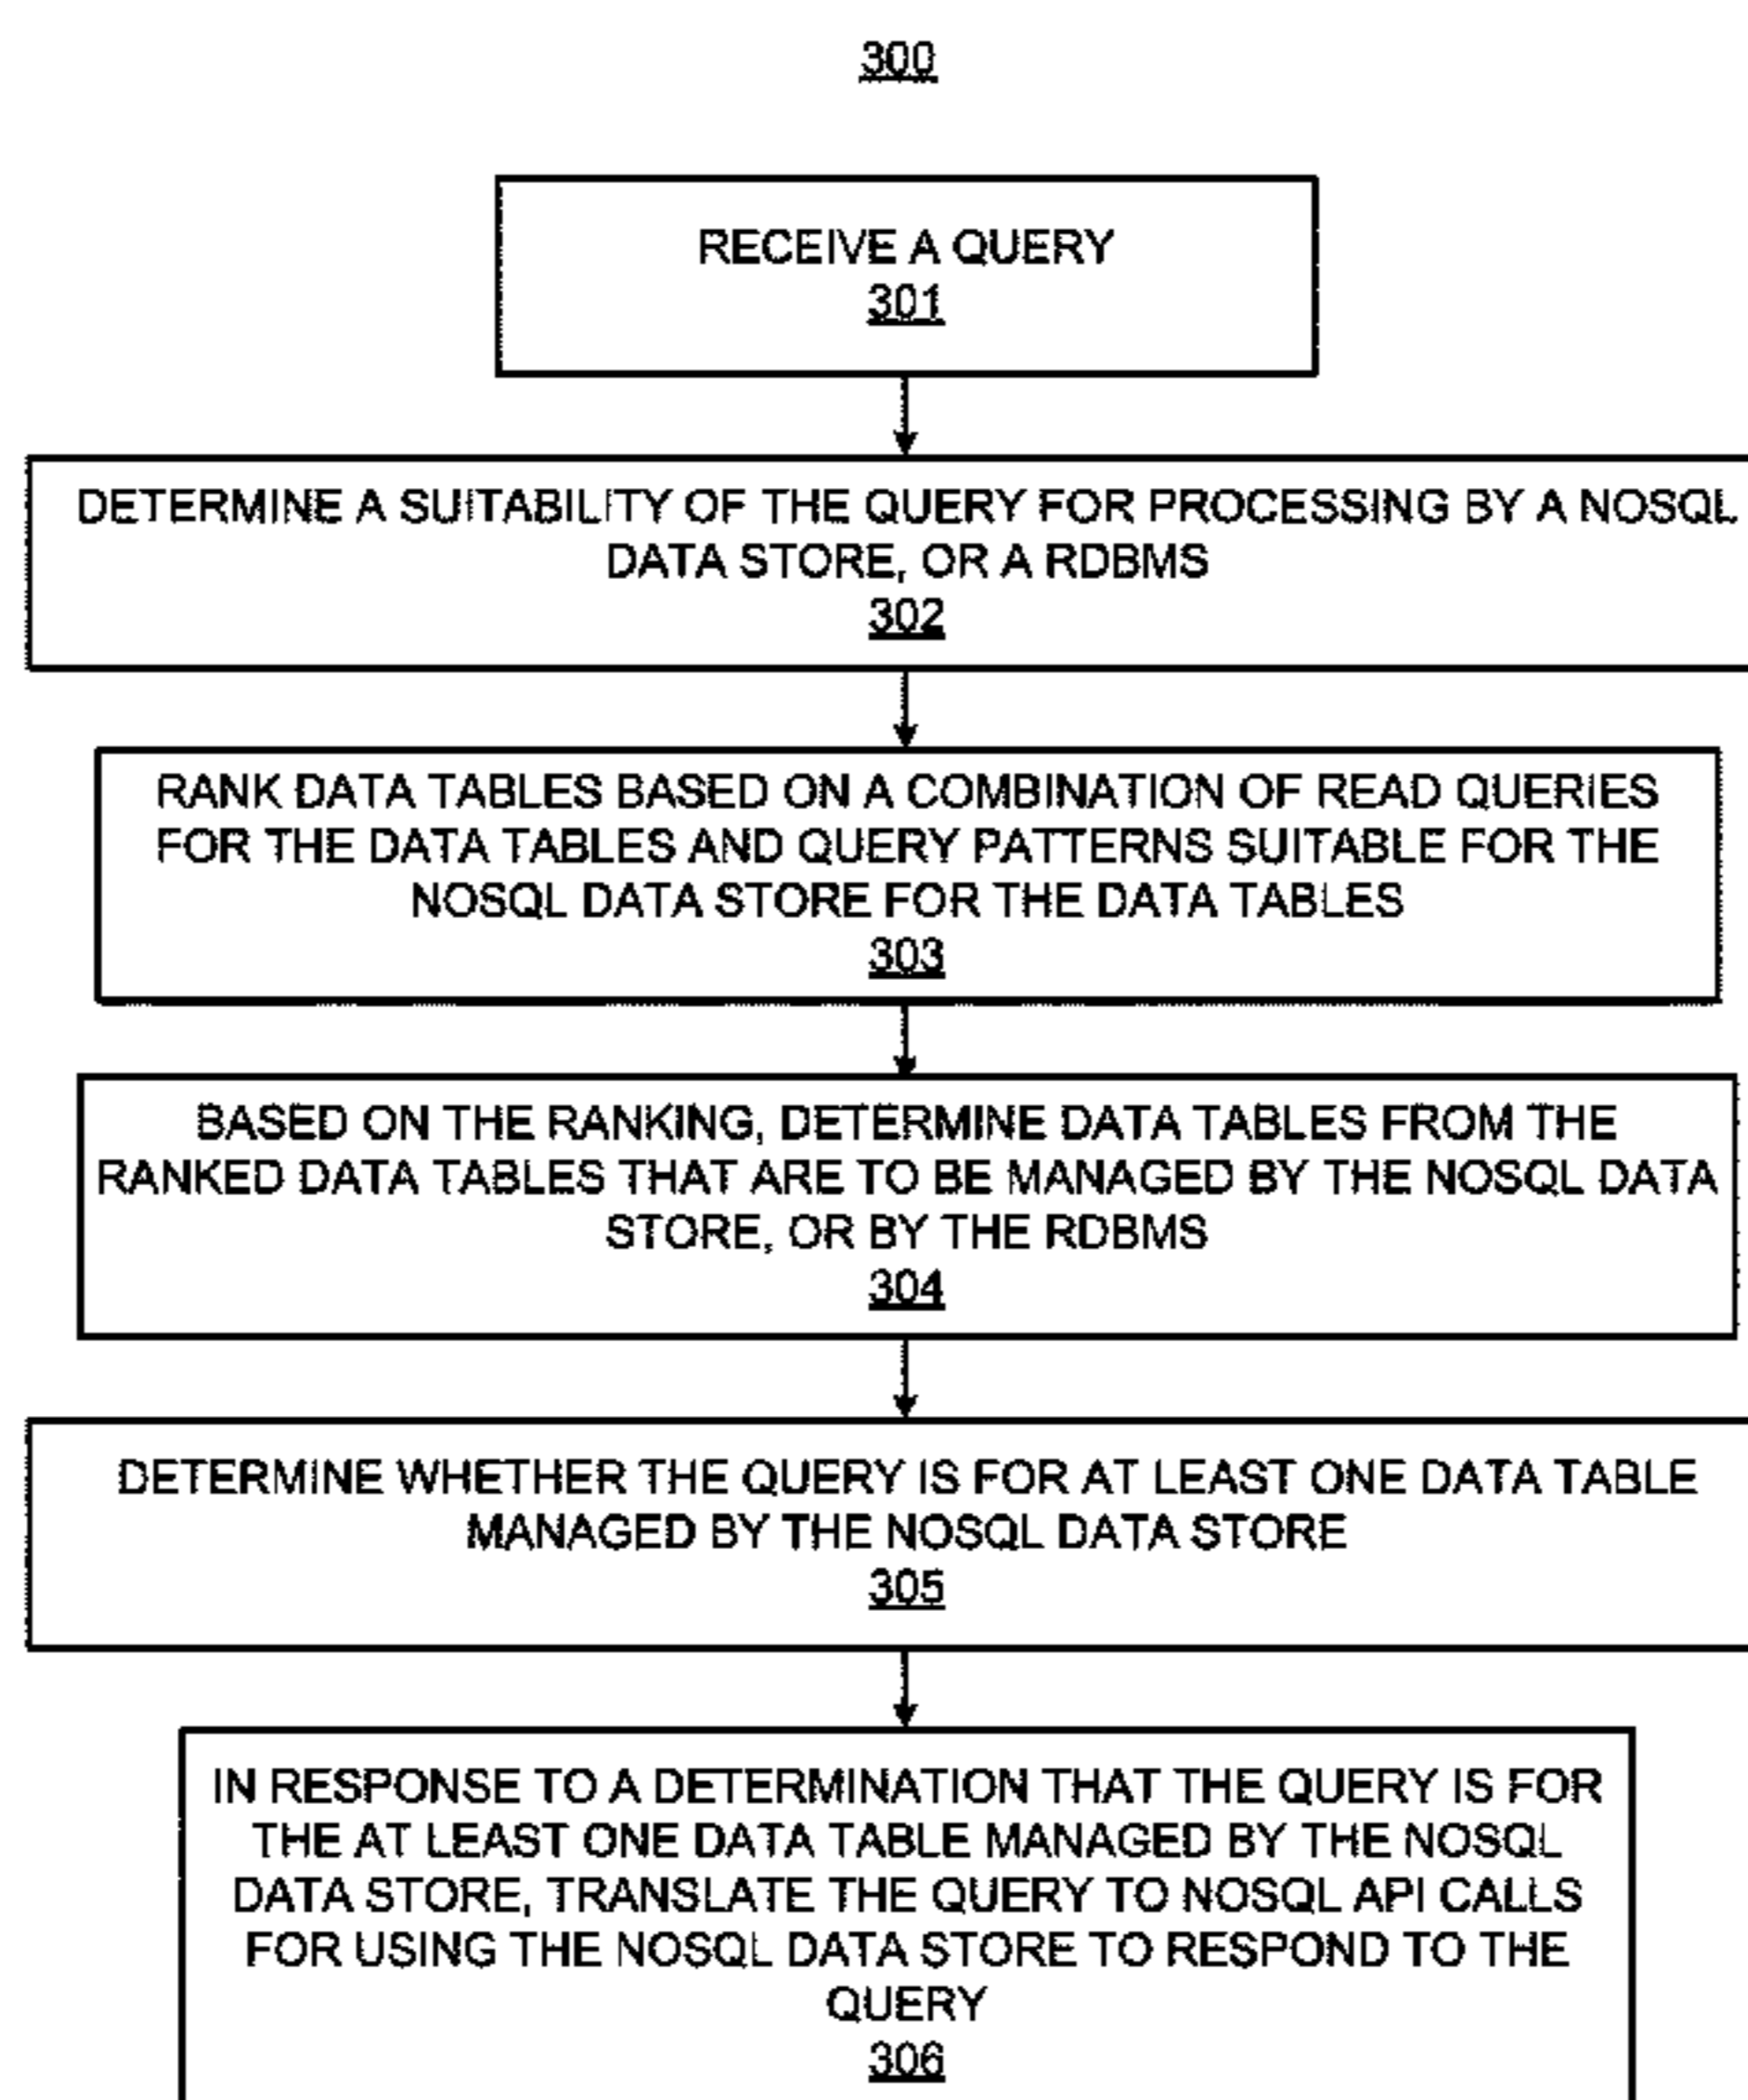 300
RECEIVE A QUERY
301
DETERMINE A SUITABILITY OF THE QUERY FOR PROCESSING BY A NOSQL
DATA STORE, OR A RDBMS
302
RANK DATA TABLES BASED ON A COMBINATION OF READ QUERIES
FOR THE DATA TABLES AND QUERY PATTERNS SUITABLE FOR THE
NOSQL DATA STORE FOR THE DATA TABLES
303
BASED ON THE RANKING, DETERMINE DATA TABLES FROM THE
RANKED DATA TABLES THAT ARE TO BE MANAGED BY THE NOSQL DATA
STORE, OR BY THE RDBMS
304
DETERMINE WHETHER THE QUERY IS FOR AT LEAST ONE DATA TABLE
MANAGED BY THE NOSQL DATA STORE
305
IN RESPONSE TO A DETERMINATION THAT THE QUERY IS FOR
THE AT LEAST ONE DATA TABLE MANAGED BY THE NOSQL
DATA STORE, TRANSLATE THE QUERY TO NOSQL API CALLS
FOR USING THE NOSQL DATA STORE TO RESPOND TO THE
QUERY
306